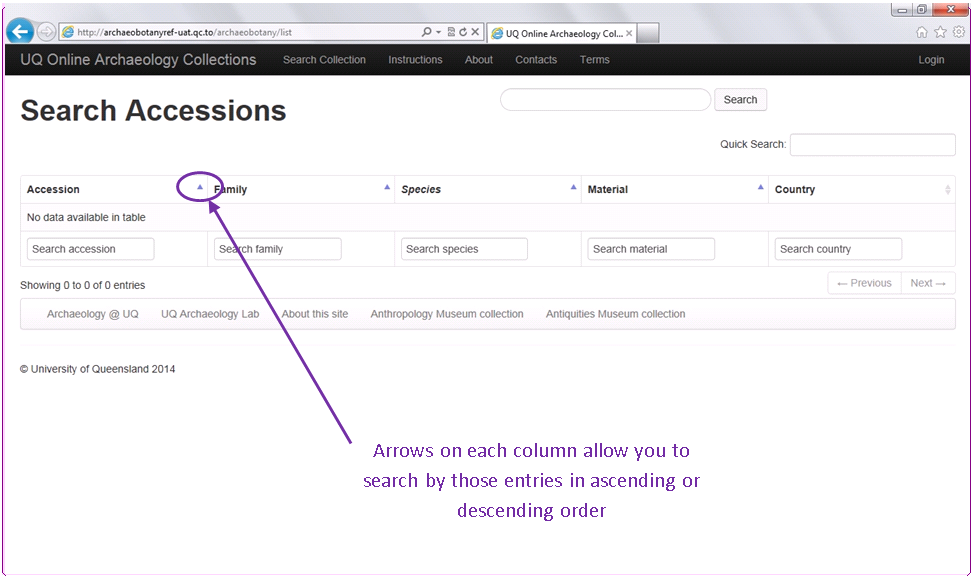 http://archaeobotanyref-uat.qc.to/archaeobotany/list
UQ Online Archaeology Col...
UQ Online Archaeology Collections Search Collection Instructions About Contacts Terms Login
Search Accessions
Search
Quick Search:
Accession Family Species Material Country
No data available in table
Search accession Search family Search species Search material Search country
Showing 0 to 0 of 0 entries
← Previous Next →
Archaeology @ UQ UQ Archaeology Lab About this site Anthropology Museum collection Antiquities Museum collection
© University of Queensland 2014
Arrows on each column allow you to
search by those entries in ascending or
descending order